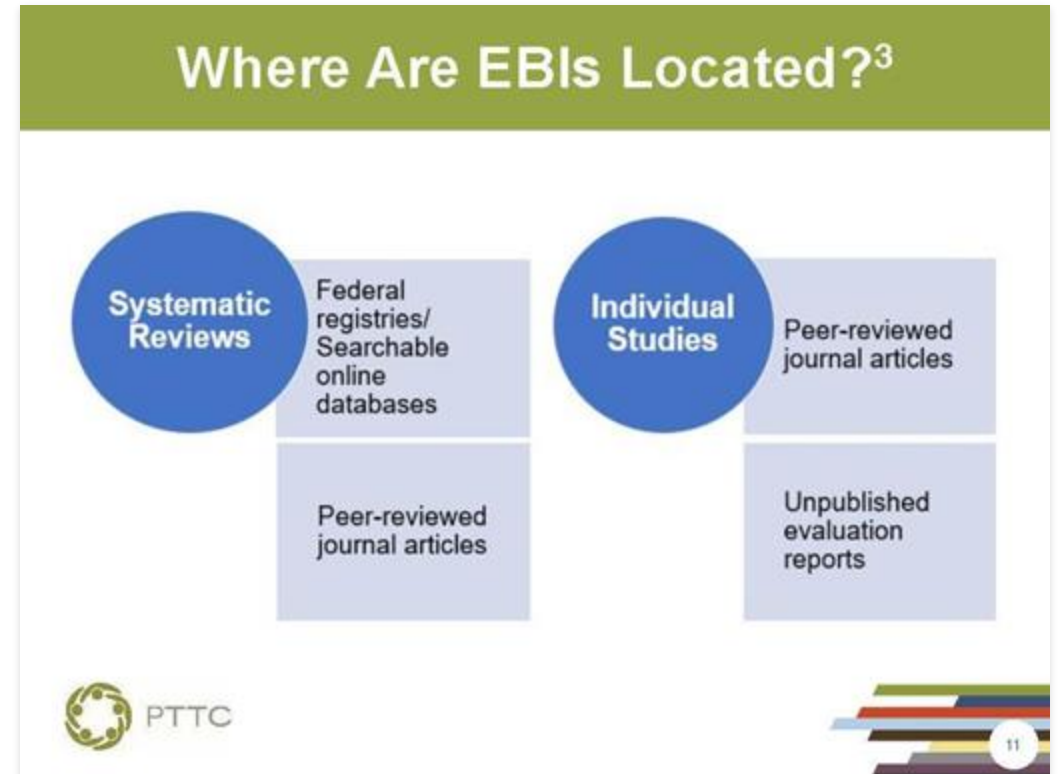 Where Are EBIs Located?³
Systematic
Reviews
Federal
registries/
Searchable
online
databases
Peer-reviewed
journal articles
Individual
Studies
Peer-reviewed
journal articles
Unpublished
evaluation
reports
PTTC
11